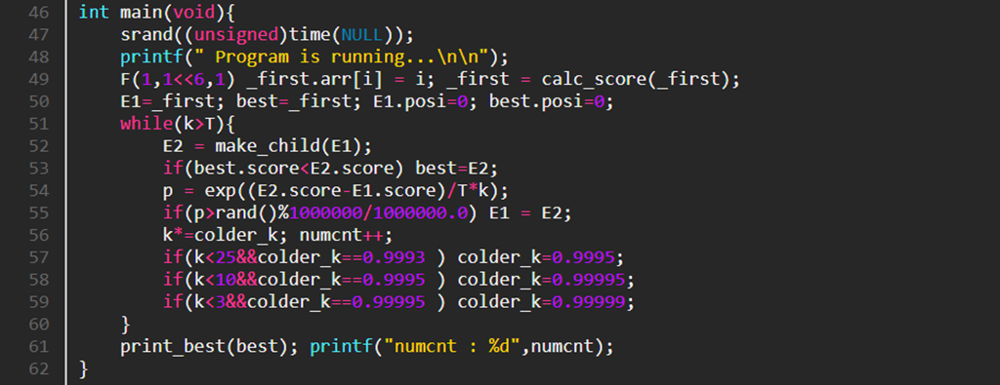 46 int main(void){
47 srand((unsigned)time(NULL));
48 printf(" Program is running...\n\n");
49 F(1,1<<6,1) _first.arr[i] = i; _first = calc_score(_first);
50 E1=_first; best=_first; E1.posi=0; best.posi=0;
51 while(k>T){
52 E2 = make_child(E1);
53 if(best.score<E2.score) best=E2;
54 p = exp((E2.score-E1.score)/T*k);
55 if(p>rand()%1000000/1000000.0) E1 = E2;
56 k*=colder_k; numcnt++;
57 if(k<25&&colder_k==0.9993 ) colder_k=0.9995;
58 if(k<10&&colder_k==0.9995 ) colder_k=0.99995;
59 if(k<3&&colder_k==0.99995 ) colder_k=0.99999;
60 }
61 print_best(best); printf("numcnt : %d",numcnt);
62 }